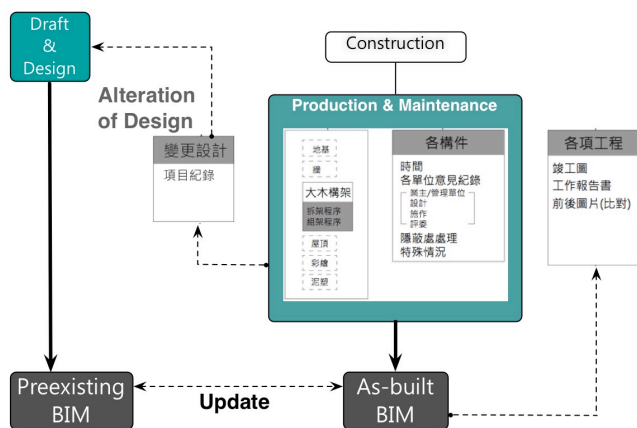 Draft
&
Design
Construction
Alteration
of Design
Production & Maintenance
變更設計
項目紀錄
地基
牆
大木構架
拆架程序
組架程序
屋頂
彩繪
泥塑
各構件
時間
各單位意見紀錄
業主/管理單位
設計
施作
評委
隱蔽處處理
特殊情況
各項工程
竣工圖
工作報告書
前後圖片(比對)
Preexisting
BIM
Update
As-built
BIM